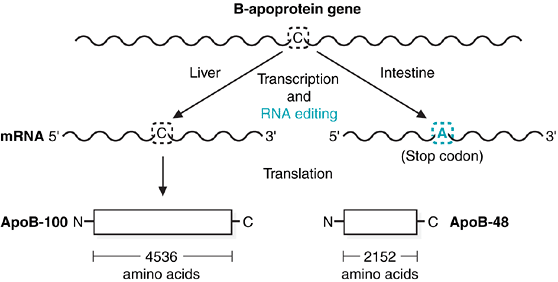 B-apoprotein gene
C
Liver
Transcription
and
RNA editing
Intestine
mRNA 5' C 3'
5' A 3'
(Stop codon)
Translation
ApoB-100 N C
N C ApoB-48
4536
amino acids
2152
amino acids